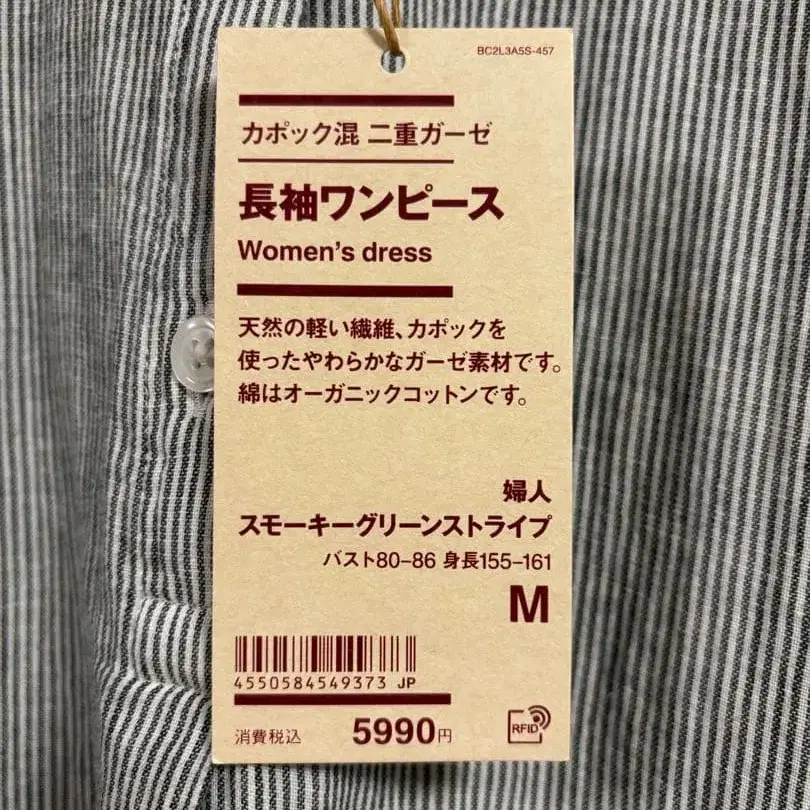 BC2L3A5S-457
カポック混 二重ガーゼ
長袖ワンピース
Women's dress
天然の軽い繊維、カポックを
使ったやわらかなガーゼ素材です。
綿はオーガニックコットンです。
婦人
スモーキーグリーンストライプ
バスト80-86 身長155-161
M
4550584549373 JP
消費税込 5990円
RFID